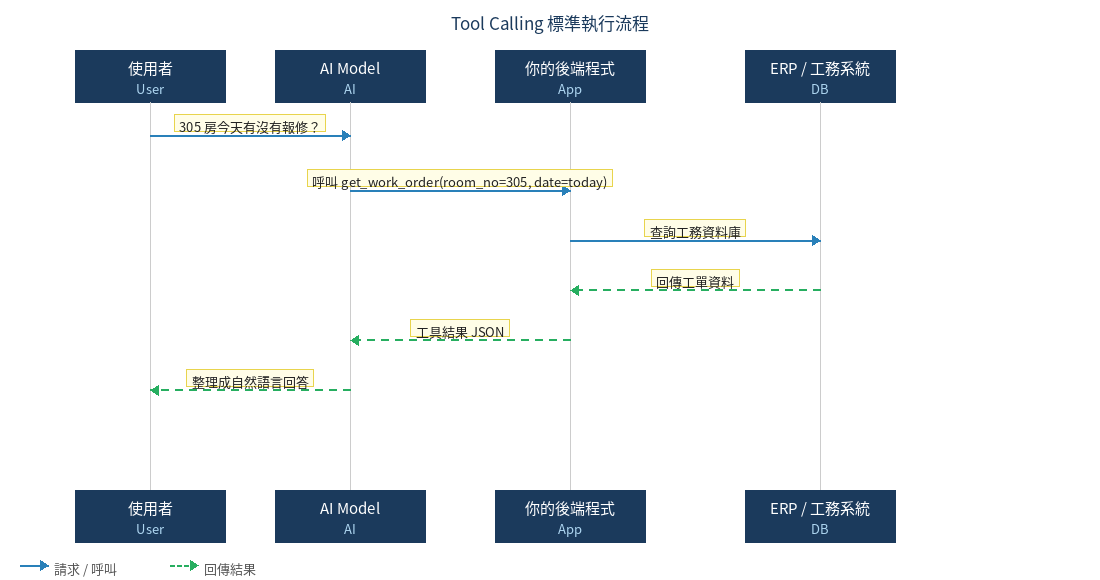 Tool Calling 標準執行流程
使用者
User
AI Model
AI
你的後端程式
App
ERP / 工務系統
DB
305 房今天有沒有報修？
呼叫 get_work_order(room_no=305, date=today)
查詢工務資料庫
回傳工單資料
工具結果 JSON
整理成自然語言回答
使用者
User
AI Model
AI
你的後端程式
App
ERP / 工務系統
DB
請求 / 呼叫
回傳結果